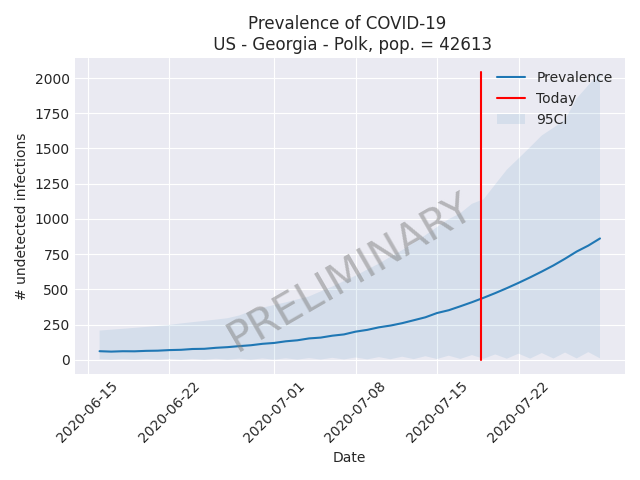 Prevalence of COVID-19
US - Georgia - Polk, pop. = 42613
# undetected infections
2000
1750
1500
1250
1000
750
500
250
0
Prevalence
Today
95CI
PRELIMINARY
2020-06-15
2020-06-22
2020-07-01
2020-07-08
2020-07-15
2020-07-22
Date